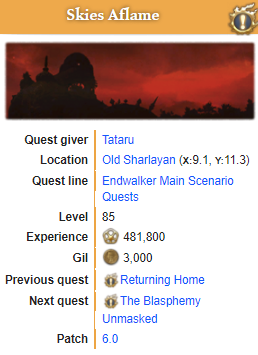 Skies Aflame
Quest giver Tataru
Location Old Sharlayan (x:9.1, Y:11.3)
Quest line Endwalker Main Scenario
Quests
Level 85
Experience 481,800
Gil 3,000
Previous quest Returning Home
Next quest The Blasphemy
Unmasked
Patch 6.0